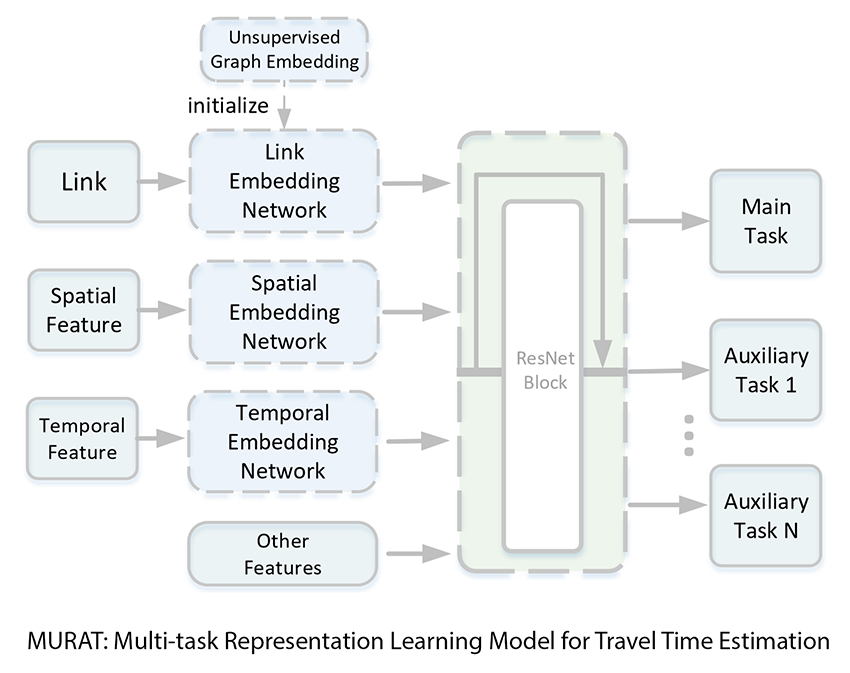 Unsupervised
Graph Embedding
initialize
Link
Link
Embedding
Network
Spatial
Feature
Spatial
Embedding
Network
Temporal
Feature
Temporal
Embedding
Network
Other
Features
ResNet
Block
Main
Task
Auxiliary
Task 1
Auxiliary
Task N
MURAT: Multi-task Representation Learning Model for Travel Time Estimation